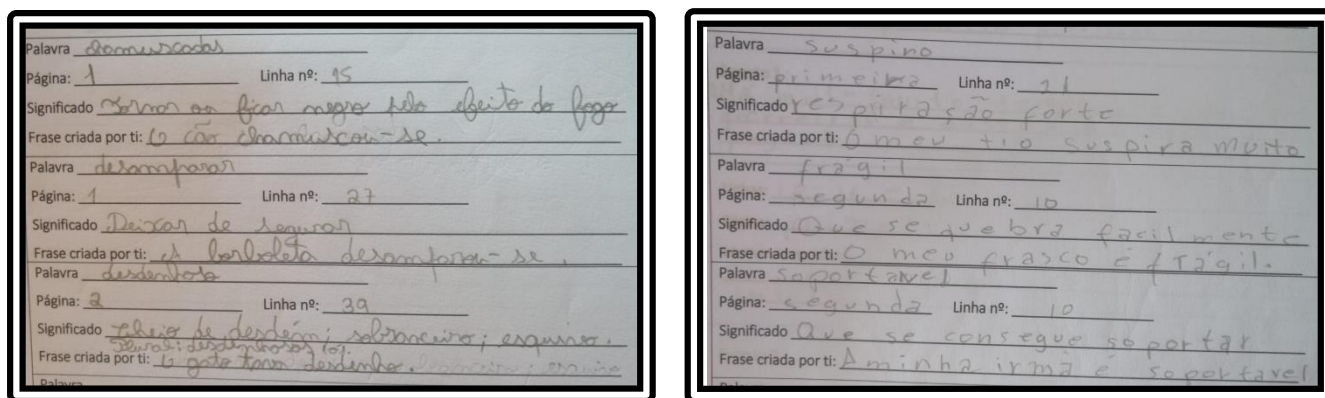 Palavra chamuscadas
Página: 1 Linha nº: 15
Significado Tornar ou ficar negro pelo efeito do fogo
Frase criada por ti: O cão chamuscou-se.
Palavra desamparar
Página: 1 Linha nº: 27
Significado Deixar de segurar
Frase criada por ti: A borboleta desamparou-se.
Palavra desdenhosa
Página: 2 Linha nº: 39
Significado Cheio de desdém; sobranceiro; esquivo.
Plural: desdenhosos
Frase criada por ti: O gato desdenho.
Palavra
Palavra suspiro
Página: primeira Linha nº:
Significado respiração forte
Frase criada por ti: O meu tio suspira muito
Palavra frágil
Página: segunda Linha nº: 10
Significado Que se quebra facilmente
Frase criada por ti: O meu frasco é frágil.
Palavra soportavel
Página: segunda Linha nº: 10
Significado Que se consegue soportar
Frase criada por ti: A minha irmã é soportavel